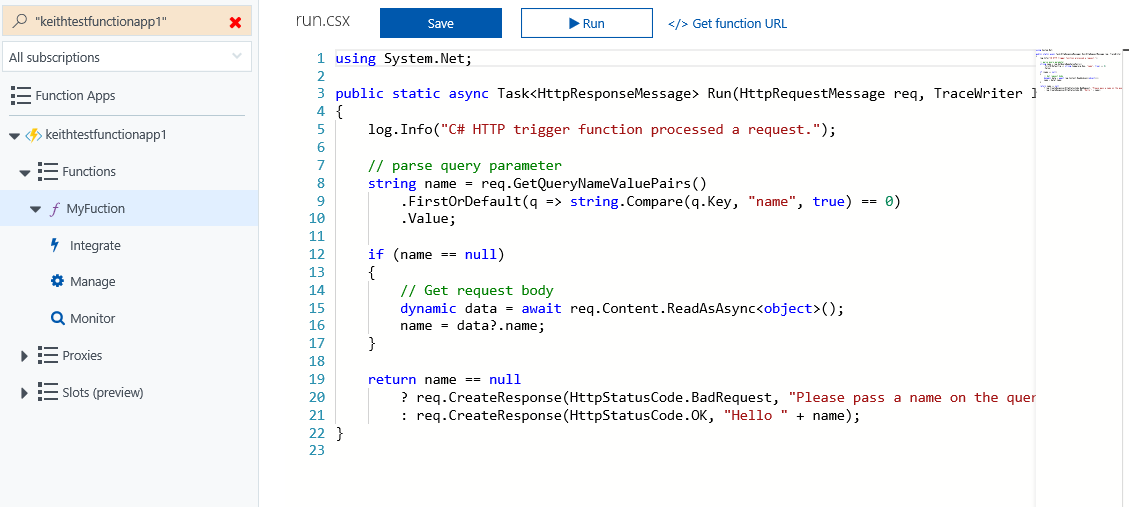 "keithtestfunctionapp1"
All subscriptions
Function Apps
keithtestfunctionapp1
Functions
MyFuction
Integrate
Manage
Monitor
Proxies
Slots (preview)
run.csx
Save
Run
</> Get function URL
1 using System.Net;
2
3 public static async Task<HttpResponseMessage> Run(HttpRequestMessage req, TraceWriter
4 {
5     log.Info("C# HTTP trigger function processed a request.");
6
7     // parse query parameter
8     string name = req.GetQueryNameValuePairs()
9         .FirstOrDefault(q => string.Compare(q.Key, "name", true) == 0)
10         .Value;
11
12     if (name == null)
13     {
14         // Get request body
15         dynamic data = await req.Content.ReadAsAsync<object>();
16         name = data?.name;
17     }
18
19     return name == null
20         ? req.CreateResponse(HttpStatusCode.BadRequest, "Please pass a name on the quer
21         : req.CreateResponse(HttpStatusCode.OK, "Hello " + name);
22 }
23